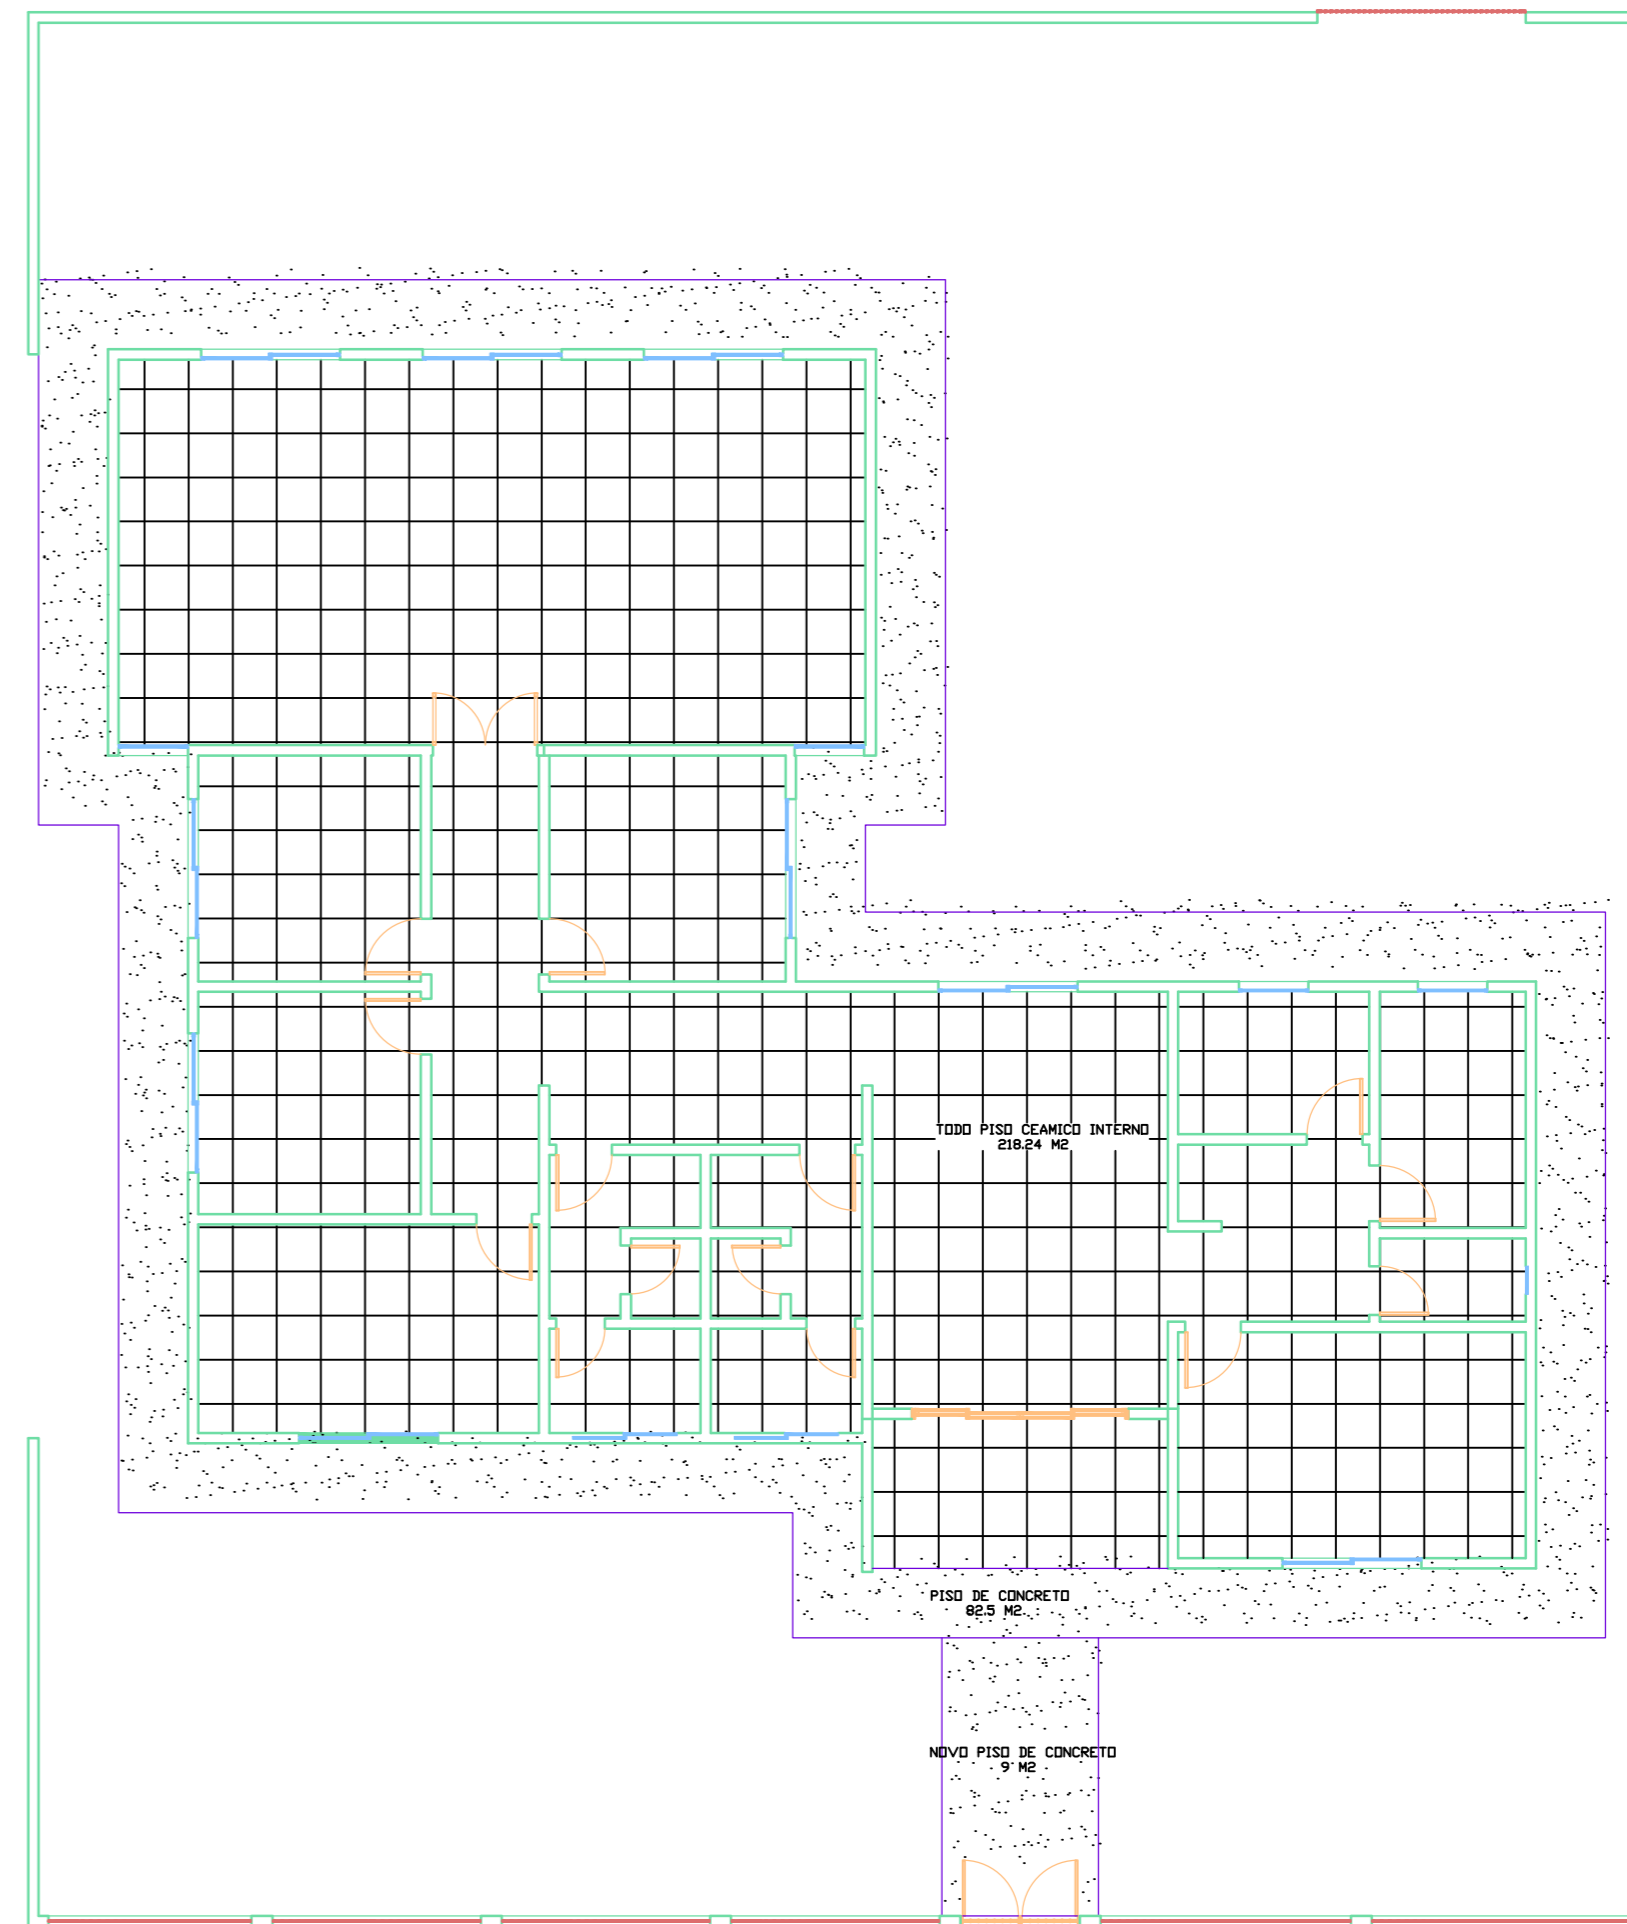 TODO PISO CEAMICO INTERNO
218.24 M2
PISO DE CONCRETO
82.5 M2
NOVO PISO DE CONCRETO
9 M2